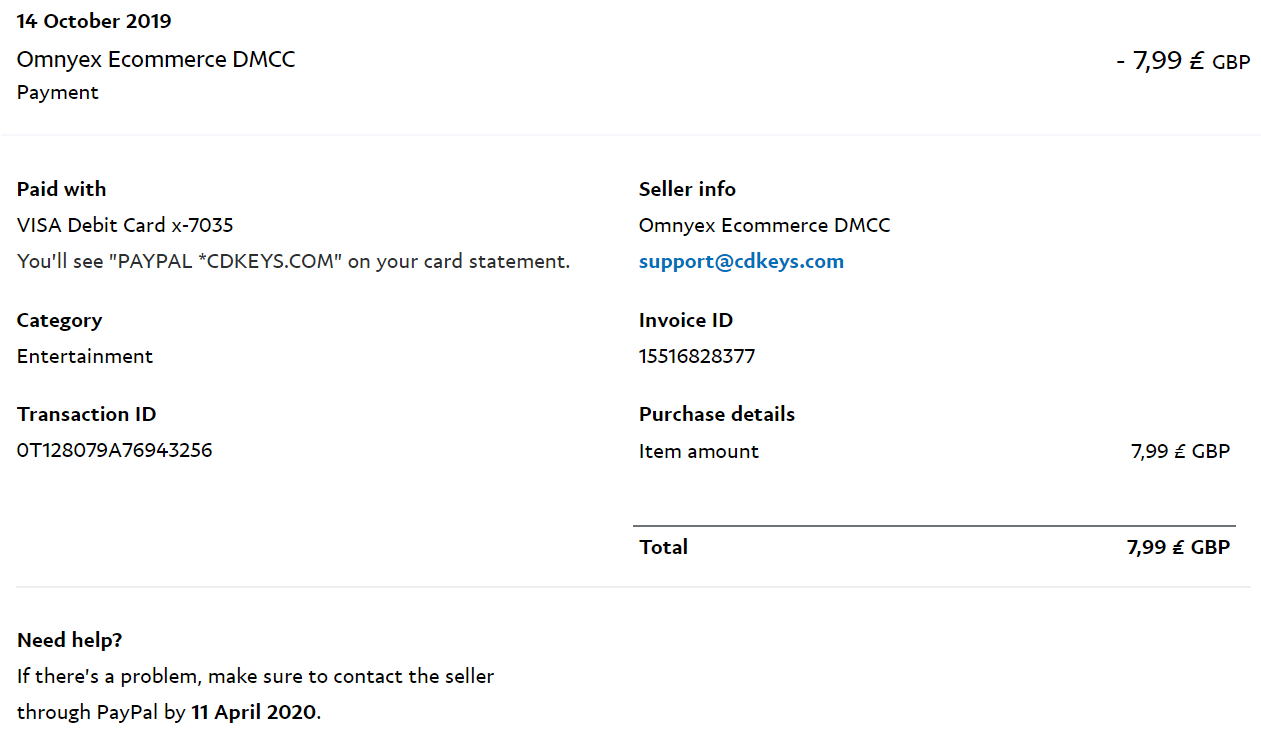 14 October 2019
Omnyex Ecommerce DMCC
- 7,99 £ GBP
Payment
Paid with
VISA Debit Card x-7035
You'll see "PAYPAL *CDKEYS.COM" on your card statement.
Category
Entertainment
Transaction ID
0T128079A76943256
Seller info
Omnyex Ecommerce DMCC
support@cdkeys.com
Invoice ID
15516828377
Purchase details
Item amount 7,99 £ GBP
Total 7,99 £ GBP
Need help?
If there's a problem, make sure to contact the seller
through PayPal by 11 April 2020.